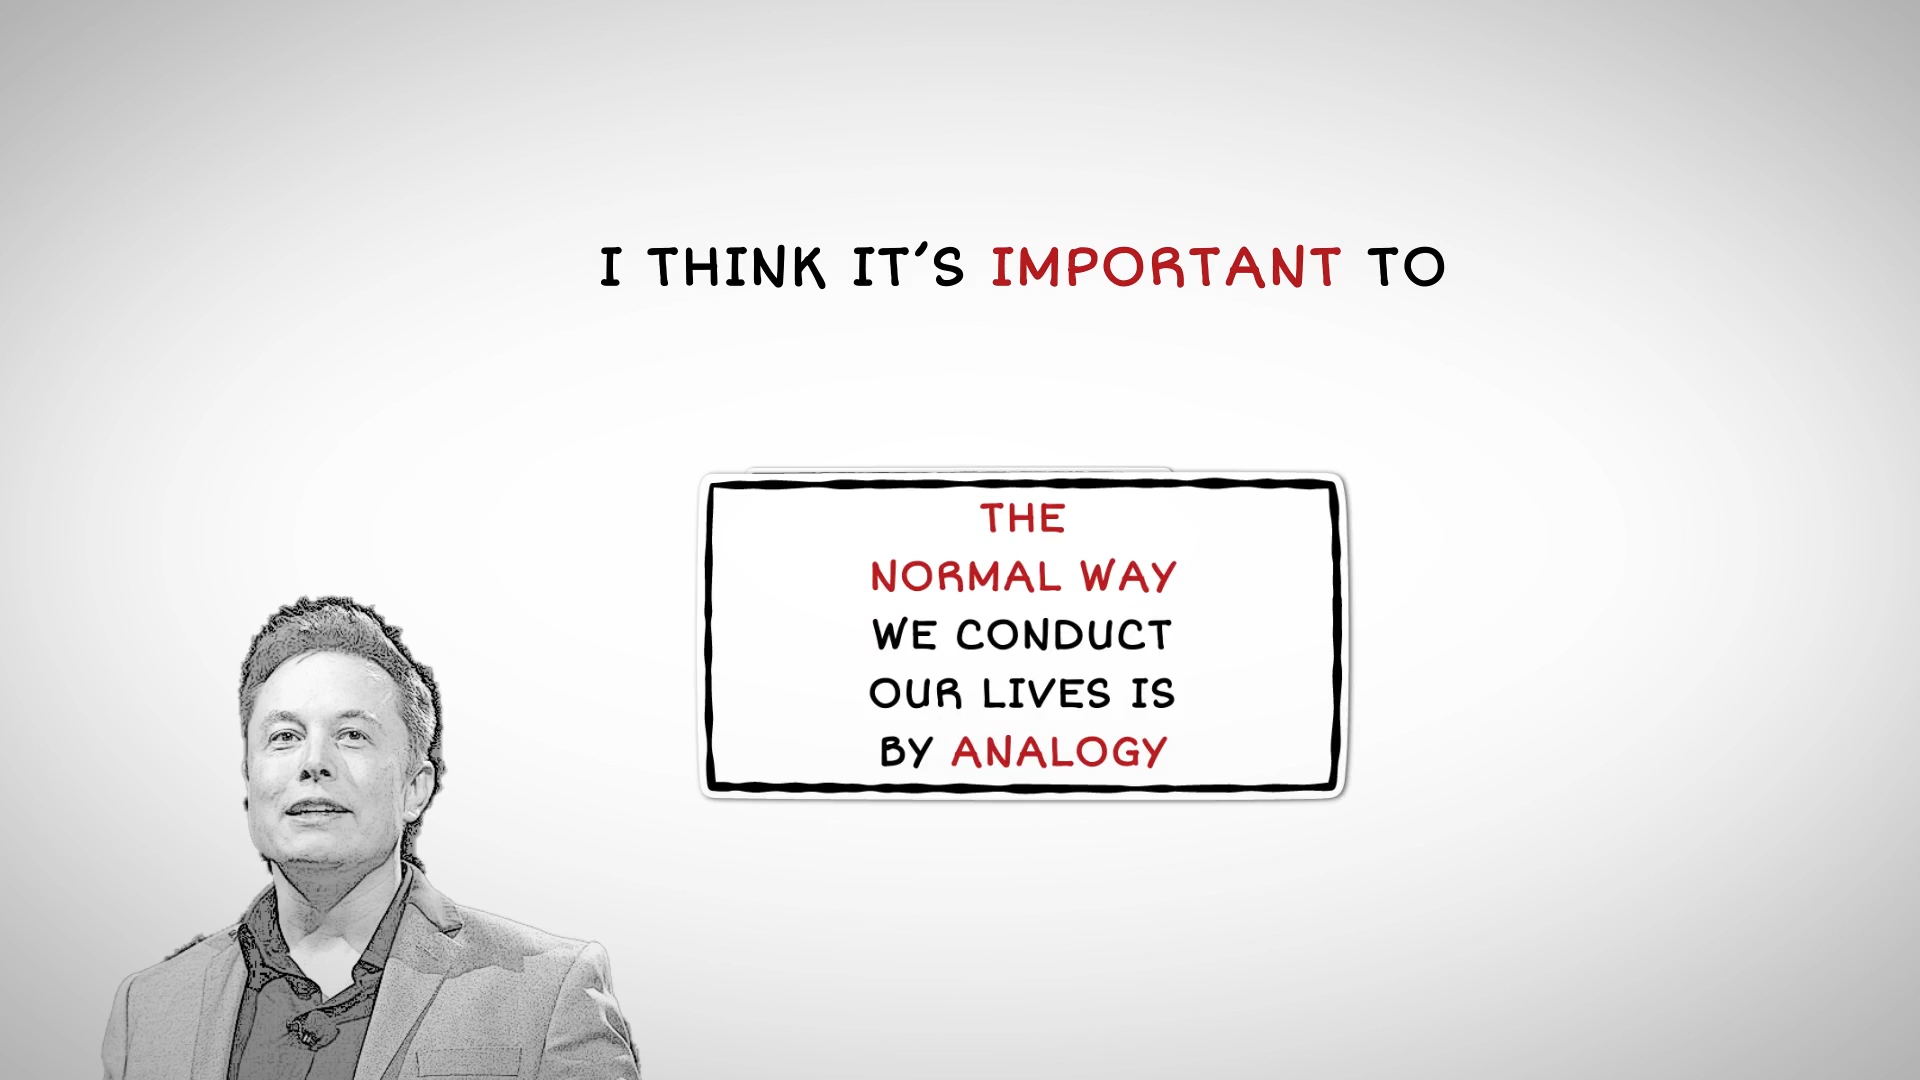 I THINK IT'S IMPORTANT TO
THE
NORMAL WAY
WE CONDUCT
OUR LIVES IS
BY ANALOGY